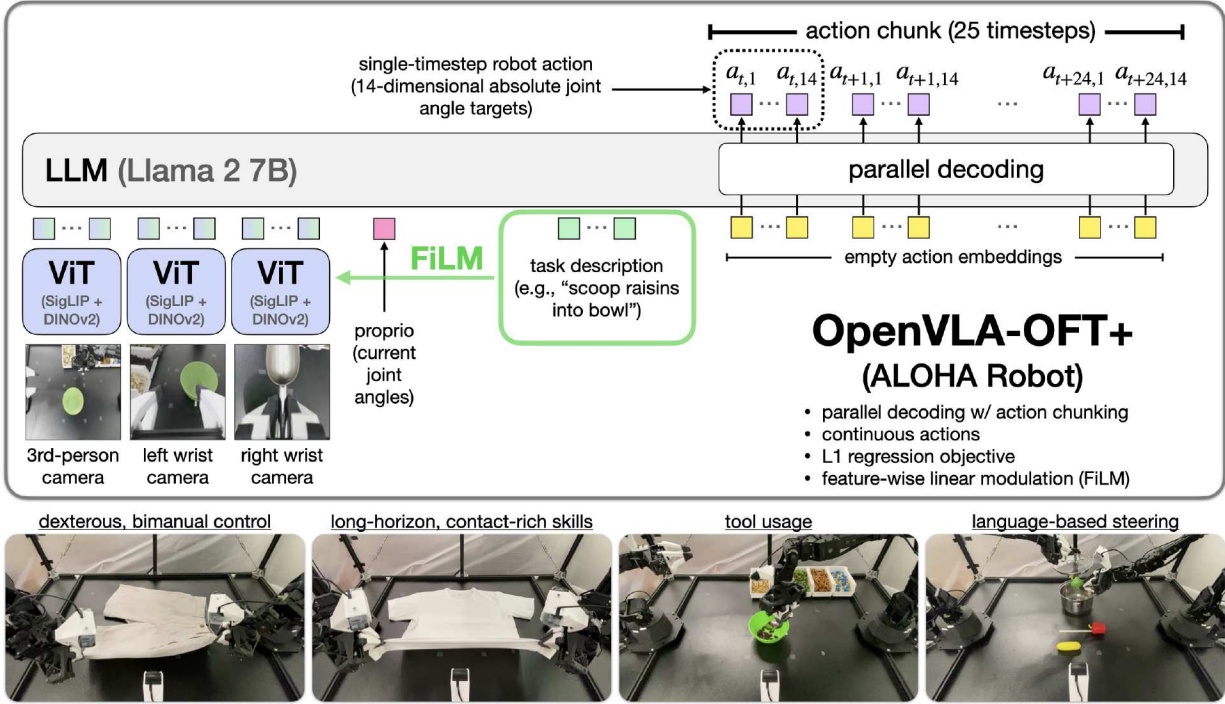 action chunk (25 timesteps)
single-timestep robot action
(14-dimensional absolute joint
angle targets)
a_{t,1} ... a_{t,14} a_{t+1,1} ... a_{t+1,14} ... a_{t+24,1} ... a_{t+24,14}
LLM (Llama 2 7B)
parallel decoding
ViT
(SigLIP +
DINOv2)
ViT
(SigLIP +
DINOv2)
ViT
(SigLIP +
DINOv2)
FiLM
task description
(e.g., “scoop raisins
into bowl”)
empty action embeddings
proprio
(current
joint
angles)
3rd-person
camera
left wrist
camera
right wrist
camera
OpenVLA-OFT+
(ALOHA Robot)
• parallel decoding w/ action chunking
• continuous actions
• L1 regression objective
• feature-wise linear modulation (FiLM)
dexterous, bimanual control
long-horizon, contact-rich skills
tool usage
language-based steering